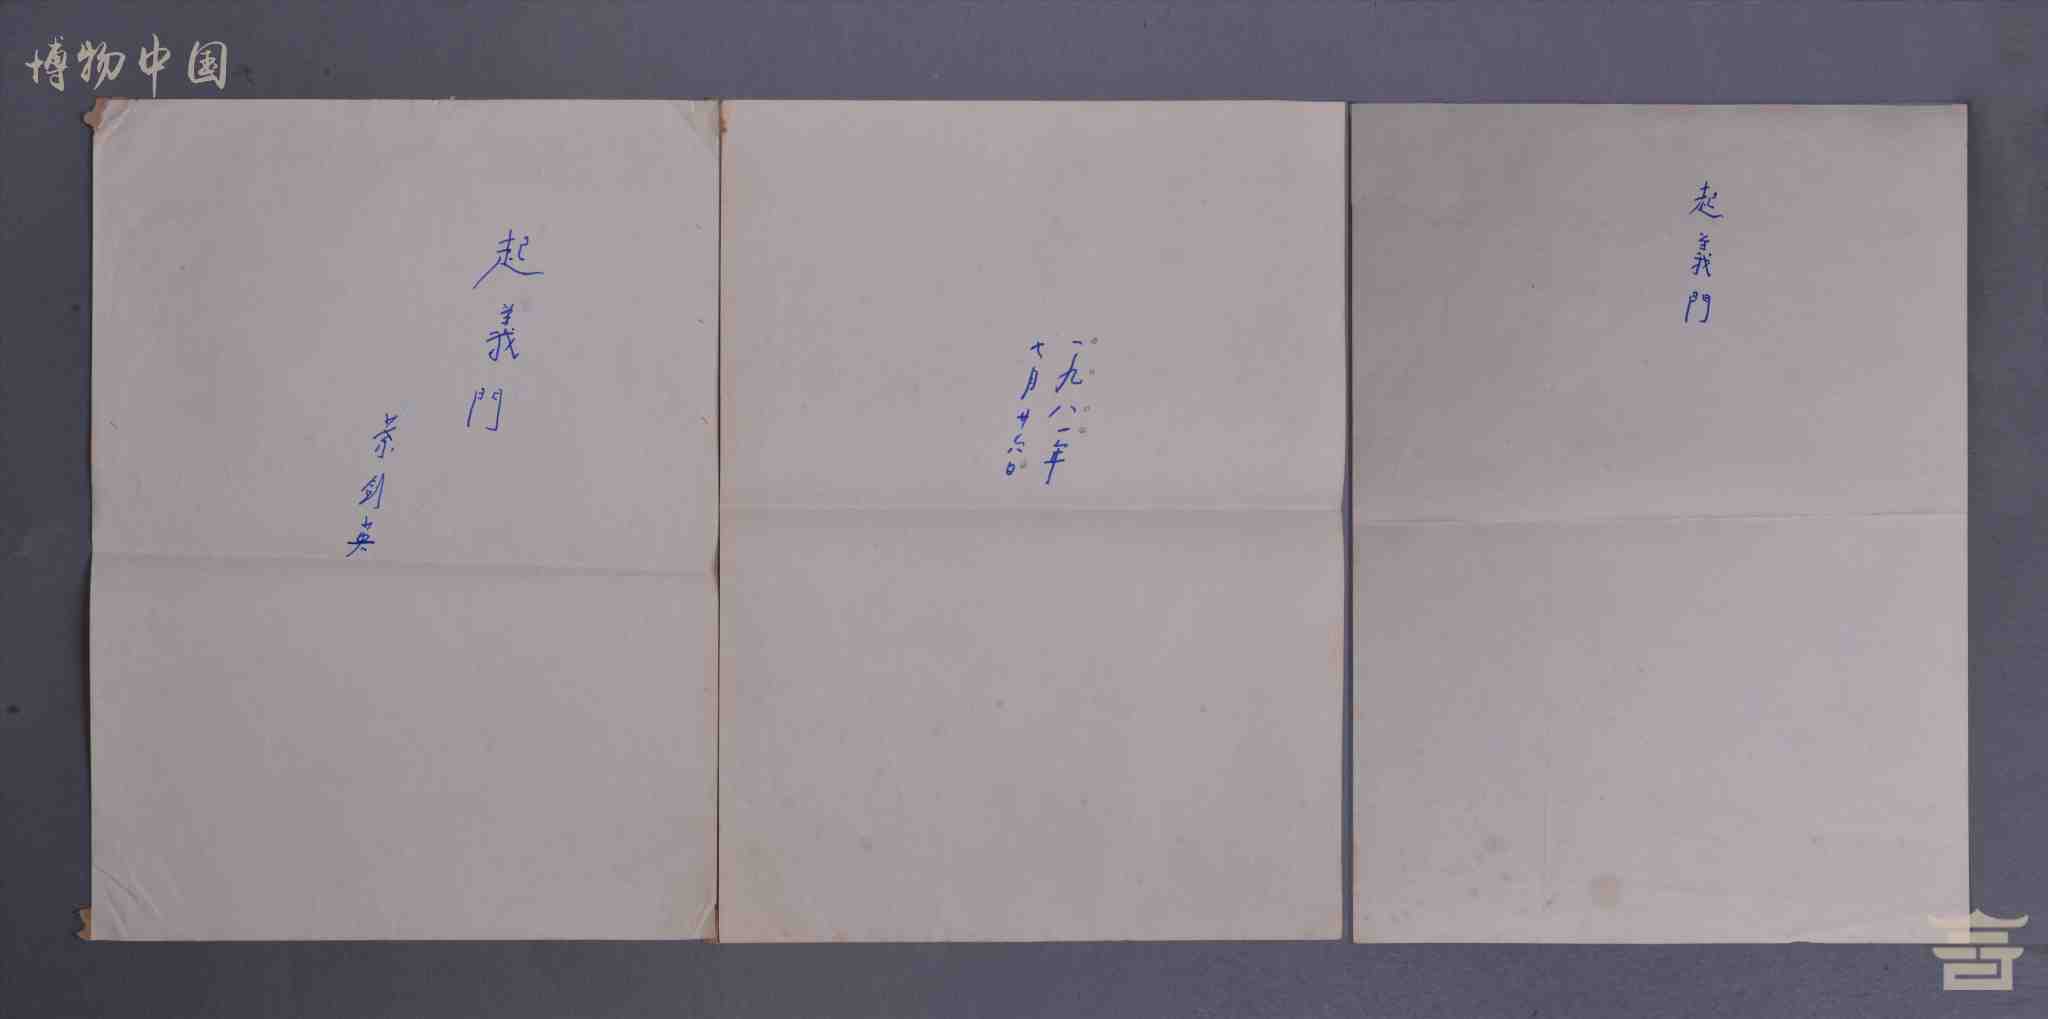 博物中国
起義門
葉剑英
一九八一年
七月廿六日
起義門